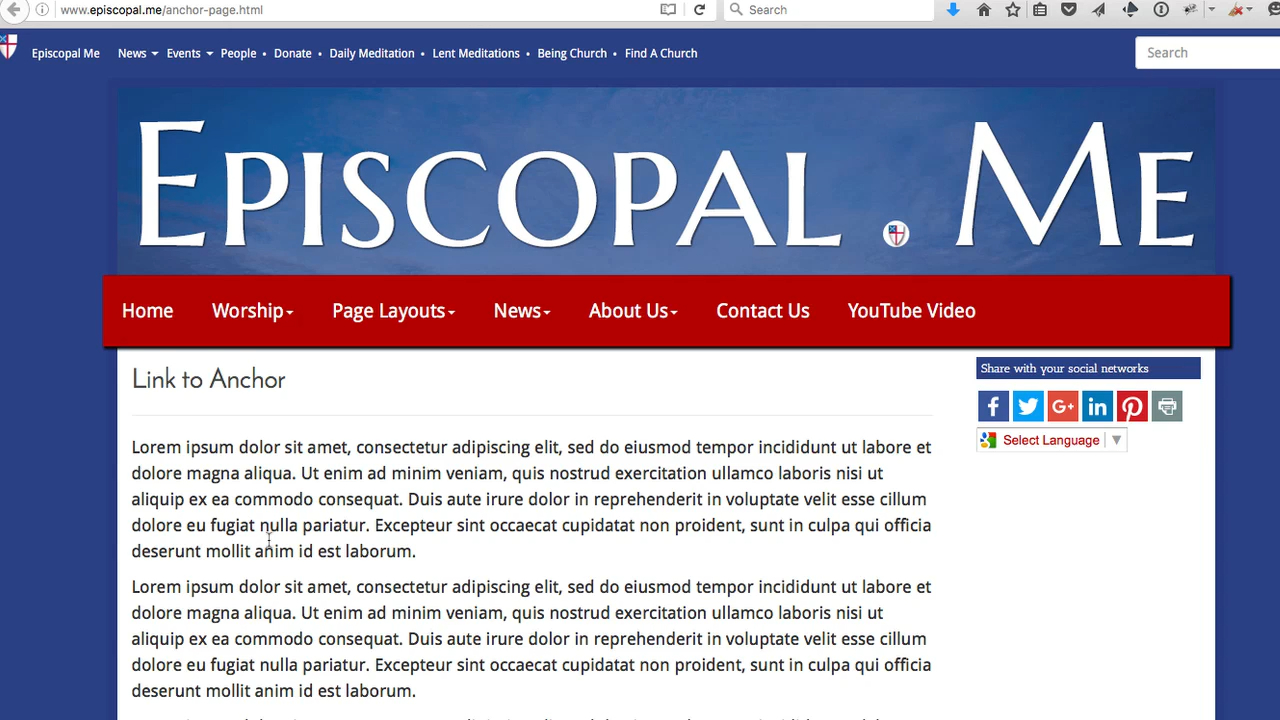 www.episcopal.me/anchor-page.html
Search
Episcopal Me News Events People • Donate • Daily Meditation • Lent Meditations • Being Church • Find A Church
Search
EPISCOPAL . ME
Home Worship Page Layouts News About Us Contact Us YouTube Video
Link to Anchor
Share with your social networks
Select Language
Lorem ipsum dolor sit amet, consectetur adipiscing elit, sed do eiusmod tempor incididunt ut labore et
dolore magna aliqua. Ut enim ad minim veniam, quis nostrud exercitation ullamco laboris nisi ut
aliquip ex ea commodo consequat. Duis aute irure dolor in reprehenderit in voluptate velit esse cillum
dolore eu fugiat nulla pariatur. Excepteur sint occaecat cupidatat non proident, sunt in culpa qui officia
deserunt mollit anim id est laborum.
Lorem ipsum dolor sit amet, consectetur adipiscing elit, sed do eiusmod tempor incididunt ut labore et
dolore magna aliqua. Ut enim ad minim veniam, quis nostrud exercitation ullamco laboris nisi ut
aliquip ex ea commodo consequat. Duis aute irure dolor in reprehenderit in voluptate velit esse cillum
dolore eu fugiat nulla pariatur. Excepteur sint occaecat cupidatat non proident, sunt in culpa qui officia
deserunt mollit anim id est laborum.